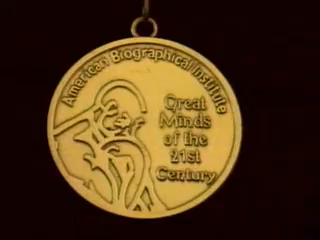 American Biographical Institute
Great
Minds
of the
21st
Century